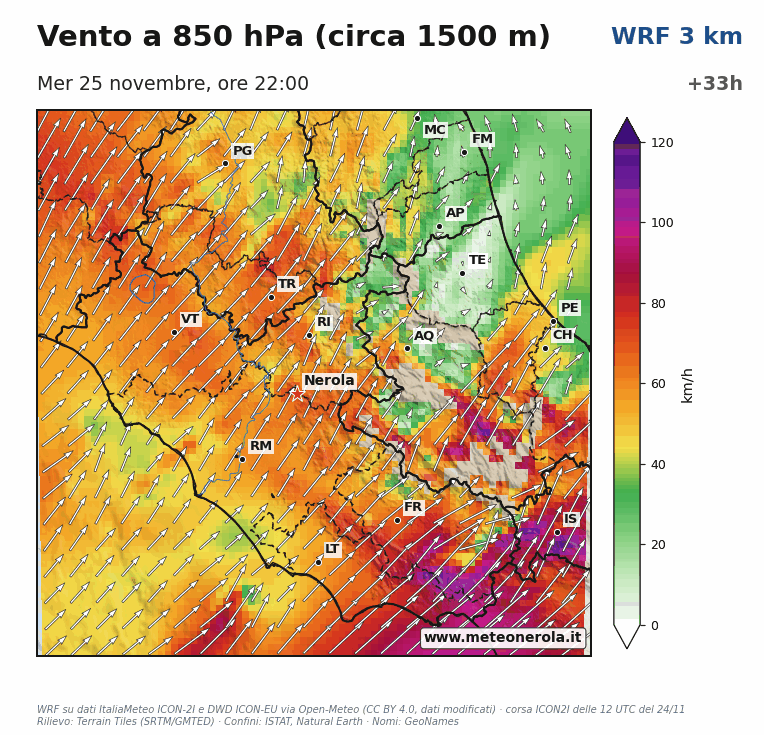 Vento a 850 hPa (circa 1500 m)
WRF 3 km
Mer 25 novembre, ore 22:00
+33h
MC
FM
PG
AP
TE
TR
PE
VT
RI
AQ
CH
Nerola
RM
FR
IS
LT
www.meteonerola.it
120
100
80
60
40
20
0
km/h
WRF su dati ItaliaMeteo ICON-2I e DWD ICON-EU via Open-Meteo (CC BY 4.0, dati modificati) · corsa ICON2I delle 12 UTC del 24/11
Rilievo: Terrain Tiles (SRTM/GMTED) · Confini: ISTAT, Natural Earth · Nomi: GeoNames